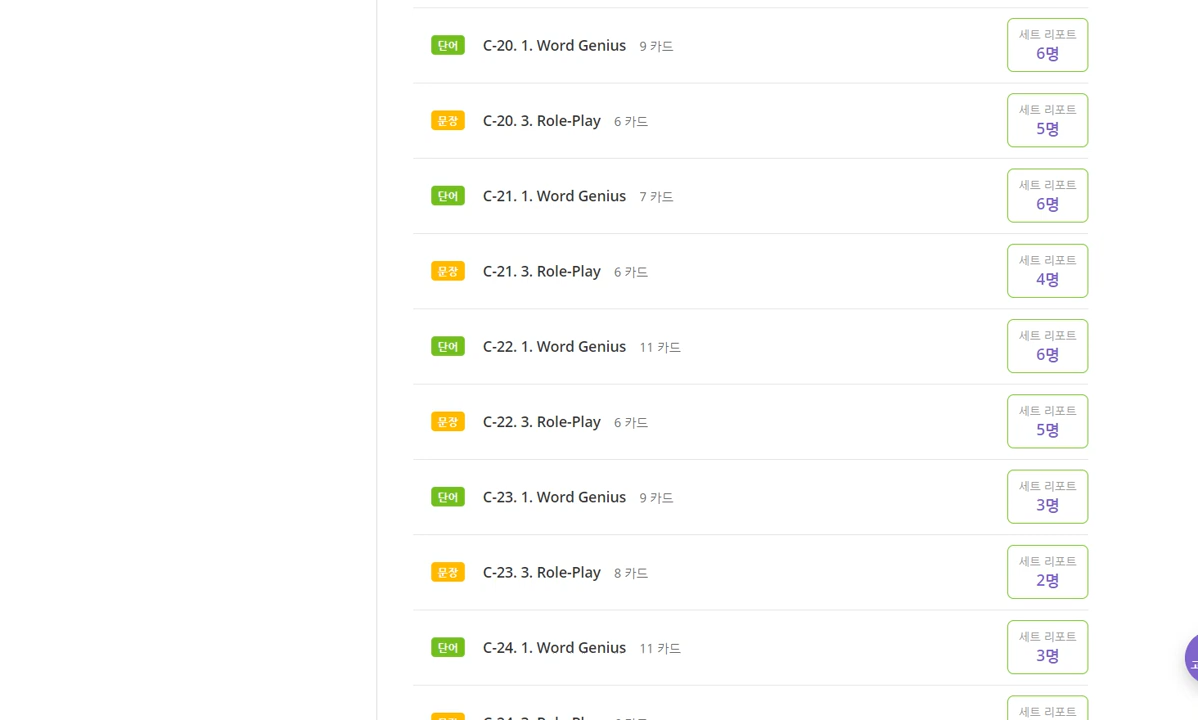 단어 C-20. 1. Word Genius 9 카드 세트 리포트
6명
문장 C-20. 3. Role-Play 6 카드 세트 리포트
5명
단어 C-21. 1. Word Genius 7 카드 세트 리포트
6명
문장 C-21. 3. Role-Play 6 카드 세트 리포트
4명
단어 C-22. 1. Word Genius 11 카드 세트 리포트
6명
문장 C-22. 3. Role-Play 6 카드 세트 리포트
5명
단어 C-23. 1. Word Genius 9 카드 세트 리포트
3명
문장 C-23. 3. Role-Play 8 카드 세트 리포트
2명
단어 C-24. 1. Word Genius 11 카드 세트 리포트
3명
세트 리포트